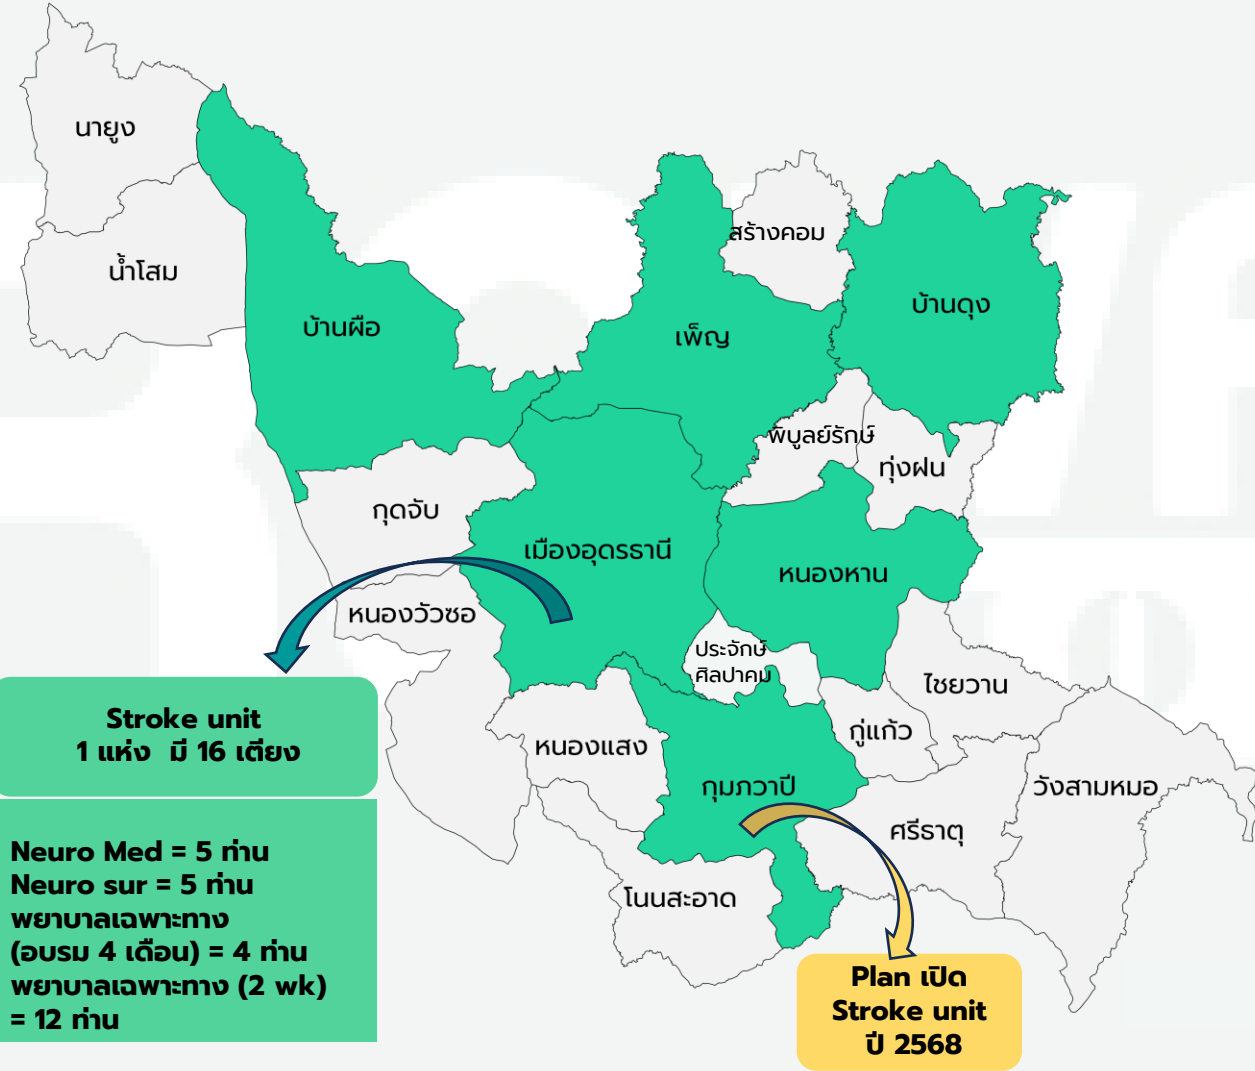 นายูง
น้ำโสม
บ้านผือ
เพ็ญ
สร้างคอม
บ้านดุง
พิบูลย์รักษ์
ทุ่งฝน
กุดจับ
เมืองอุดรธานี
หนองหาน
หนองวัวซอ
ประจักษ์
ศิลปาคม
ไชยวาน
กู่แก้ว
หนองแสง
กุมภวาปี
วังสามหมอ
ศรีธาตุ
โนนสะอาด
Stroke unit
1 แห่ง มี 16 เตียง
Neuro Med = 5 ท่าน
Neuro sur = 5 ท่าน
พยาบาลเฉพาะทาง
(อบรม 4 เดือน) = 4 ท่าน
พยาบาลเฉพาะทาง (2 wk)
= 12 ท่าน
Plan เปิด
Stroke unit
ปี 2568